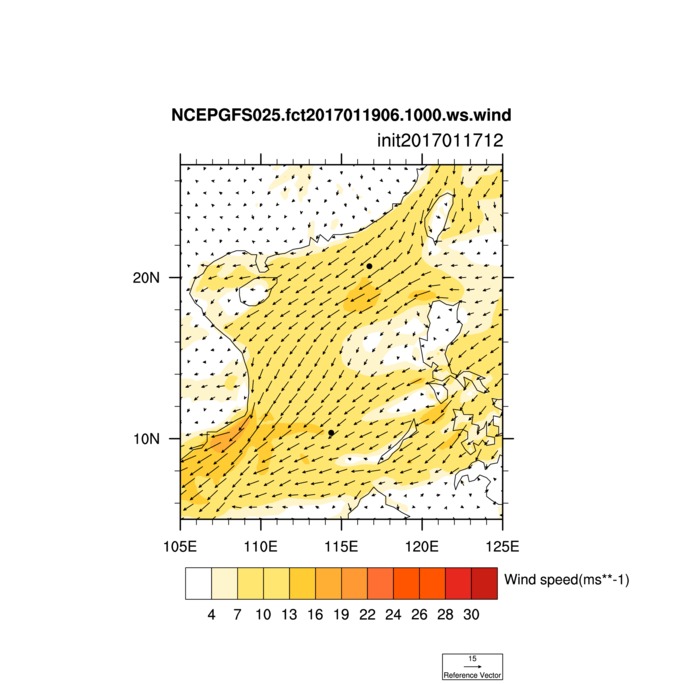 NCEPGFS025.fct2017011906.1000.ws.wind
init2017011712
20N
10N
105E 110E 115E 120E 125E
Wind speed(ms**-1)
4 7 10 13 16 19 22 24 26 28 30
15
Reference Vector